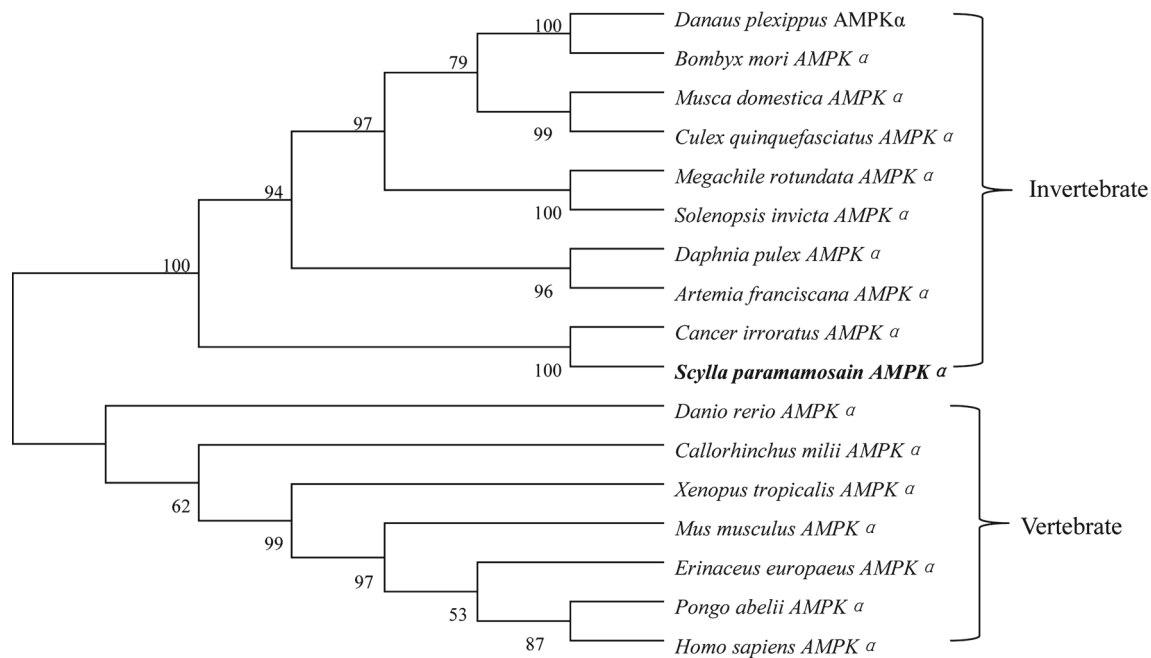 100
Danaus plexippus AMPKα
79
Bombyx mori AMPK α
Musca domestica AMPK α
97
99
Culex quinquefasciatus AMPK α
Megachile rotundata AMPK α
94
Invertebrate
100
Solenopsis invicta AMPK α
Daphnia pulex AMPK α
100
96
Artemia franciscana AMPK α
Cancer irroratus AMPK α
100
Scylla paramamosain AMPK α
Danio rerio AMPK α
Callorhinchus milii AMPK α
62
Xenopus tropicalis AMPK α
Vertebrate
99
Mus musculus AMPK α
97
Erinaceus europaeus AMPK α
53
Pongo abelii AMPK α
87
Homo sapiens AMPK α